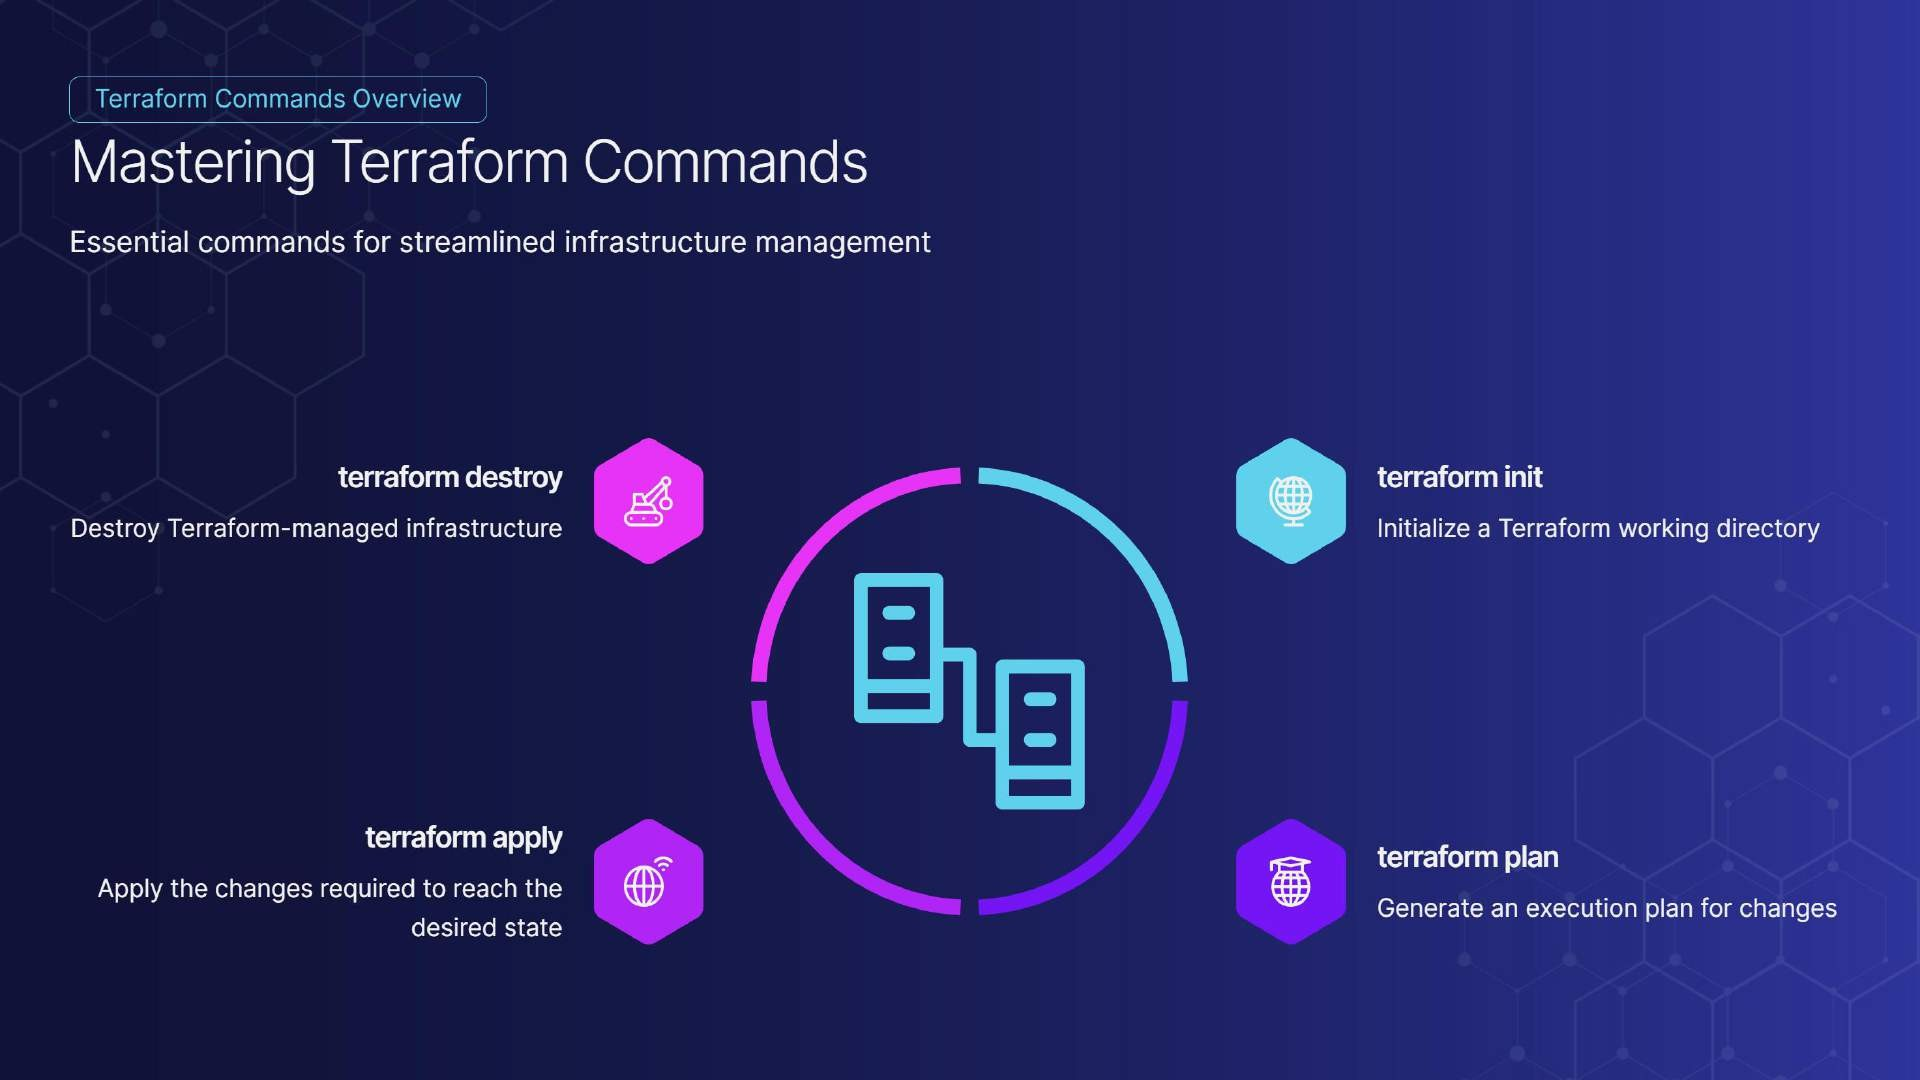 Terraform Commands Overview
Mastering Terraform Commands
Essential commands for streamlined infrastructure management
terraform destroy
Destroy Terraform-managed infrastructure
terraform init
Initialize a Terraform working directory
terraform apply
Apply the changes required to reach the
desired state
terraform plan
Generate an execution plan for changes